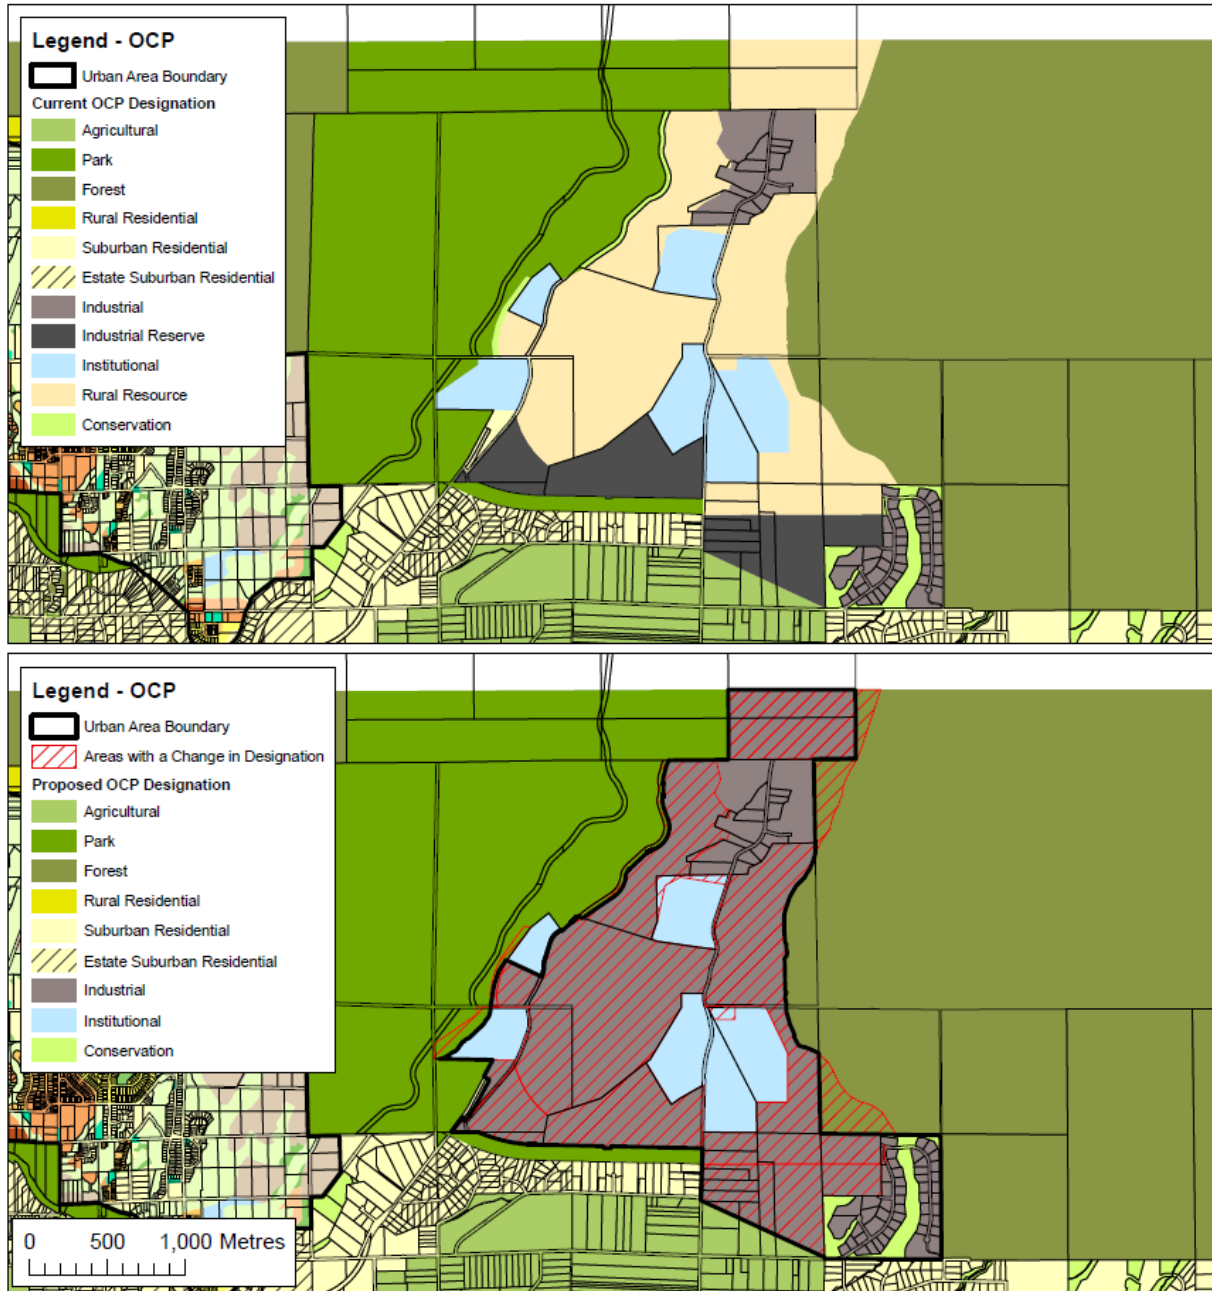 Legend - OCP
Urban Area Boundary
Current OCP Designation
Agricultural
Park
Forest
Rural Residential
Suburban Residential
Estate Suburban Residential
Industrial
Industrial Reserve
Institutional
Rural Resource
Conservation
Legend - OCP
Urban Area Boundary
Areas with a Change in Designation
Proposed OCP Designation
Agricultural
Park
Forest
Rural Residential
Suburban Residential
Estate Suburban Residential
Industrial
Institutional
Conservation
0 500 1,000 Metres